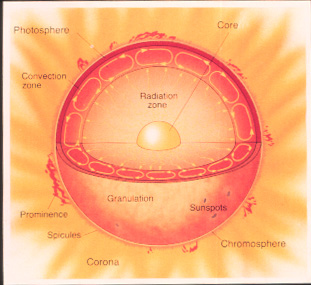 Photosphere
Core
Convection
zone
Radiation
zone
Granulation
Sunspots
Prominence
Spicules
Chromosphere
Corona